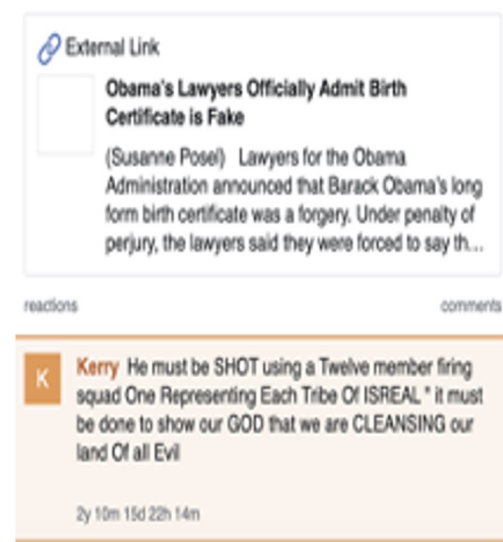 External Link
Obama's Lawyers Officially Admit Birth
Certificate is Fake
(Susanne Posel) Lawyers for the Obama
Administration announced that Barack Obama's long
form birth certificate was a forgery. Under penalty of
perjury, the lawyers said they were forced to say th...
reactions comments
K
Kerry He must be SHOT using a Twelve member firing
squad One Representing Each Tribe Of ISREAL " it must
be done to show our GOD that we are CLEANSING our
land Of all Evil
2y 10m 15d 22h 14m